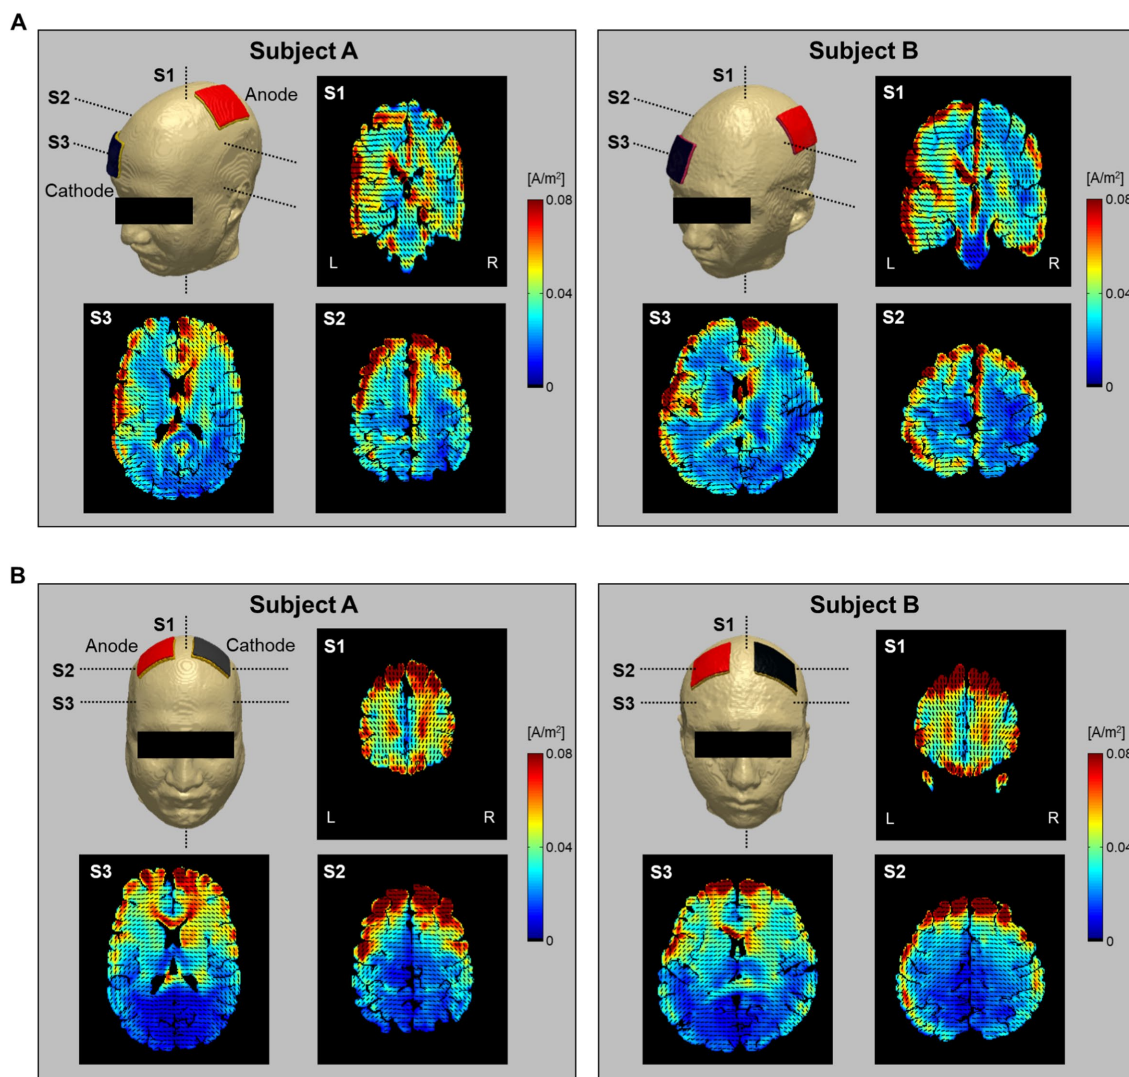 A
Subject A
S1
S2
S3
Anode
Cathode
S1
L R
[A/m²]
0.08
0.04
0
S3
S2
Subject B
S1
S2
S3
S1
L R
[A/m²]
0.08
0.04
0
S3
S2
B
Subject A
S1
Anode Cathode
S2
S3
S1
L R
[A/m²]
0.08
0.04
0
S3
S2
Subject B
S1
S2
S3
S1
L R
[A/m²]
0.08
0.04
0
S3
S2